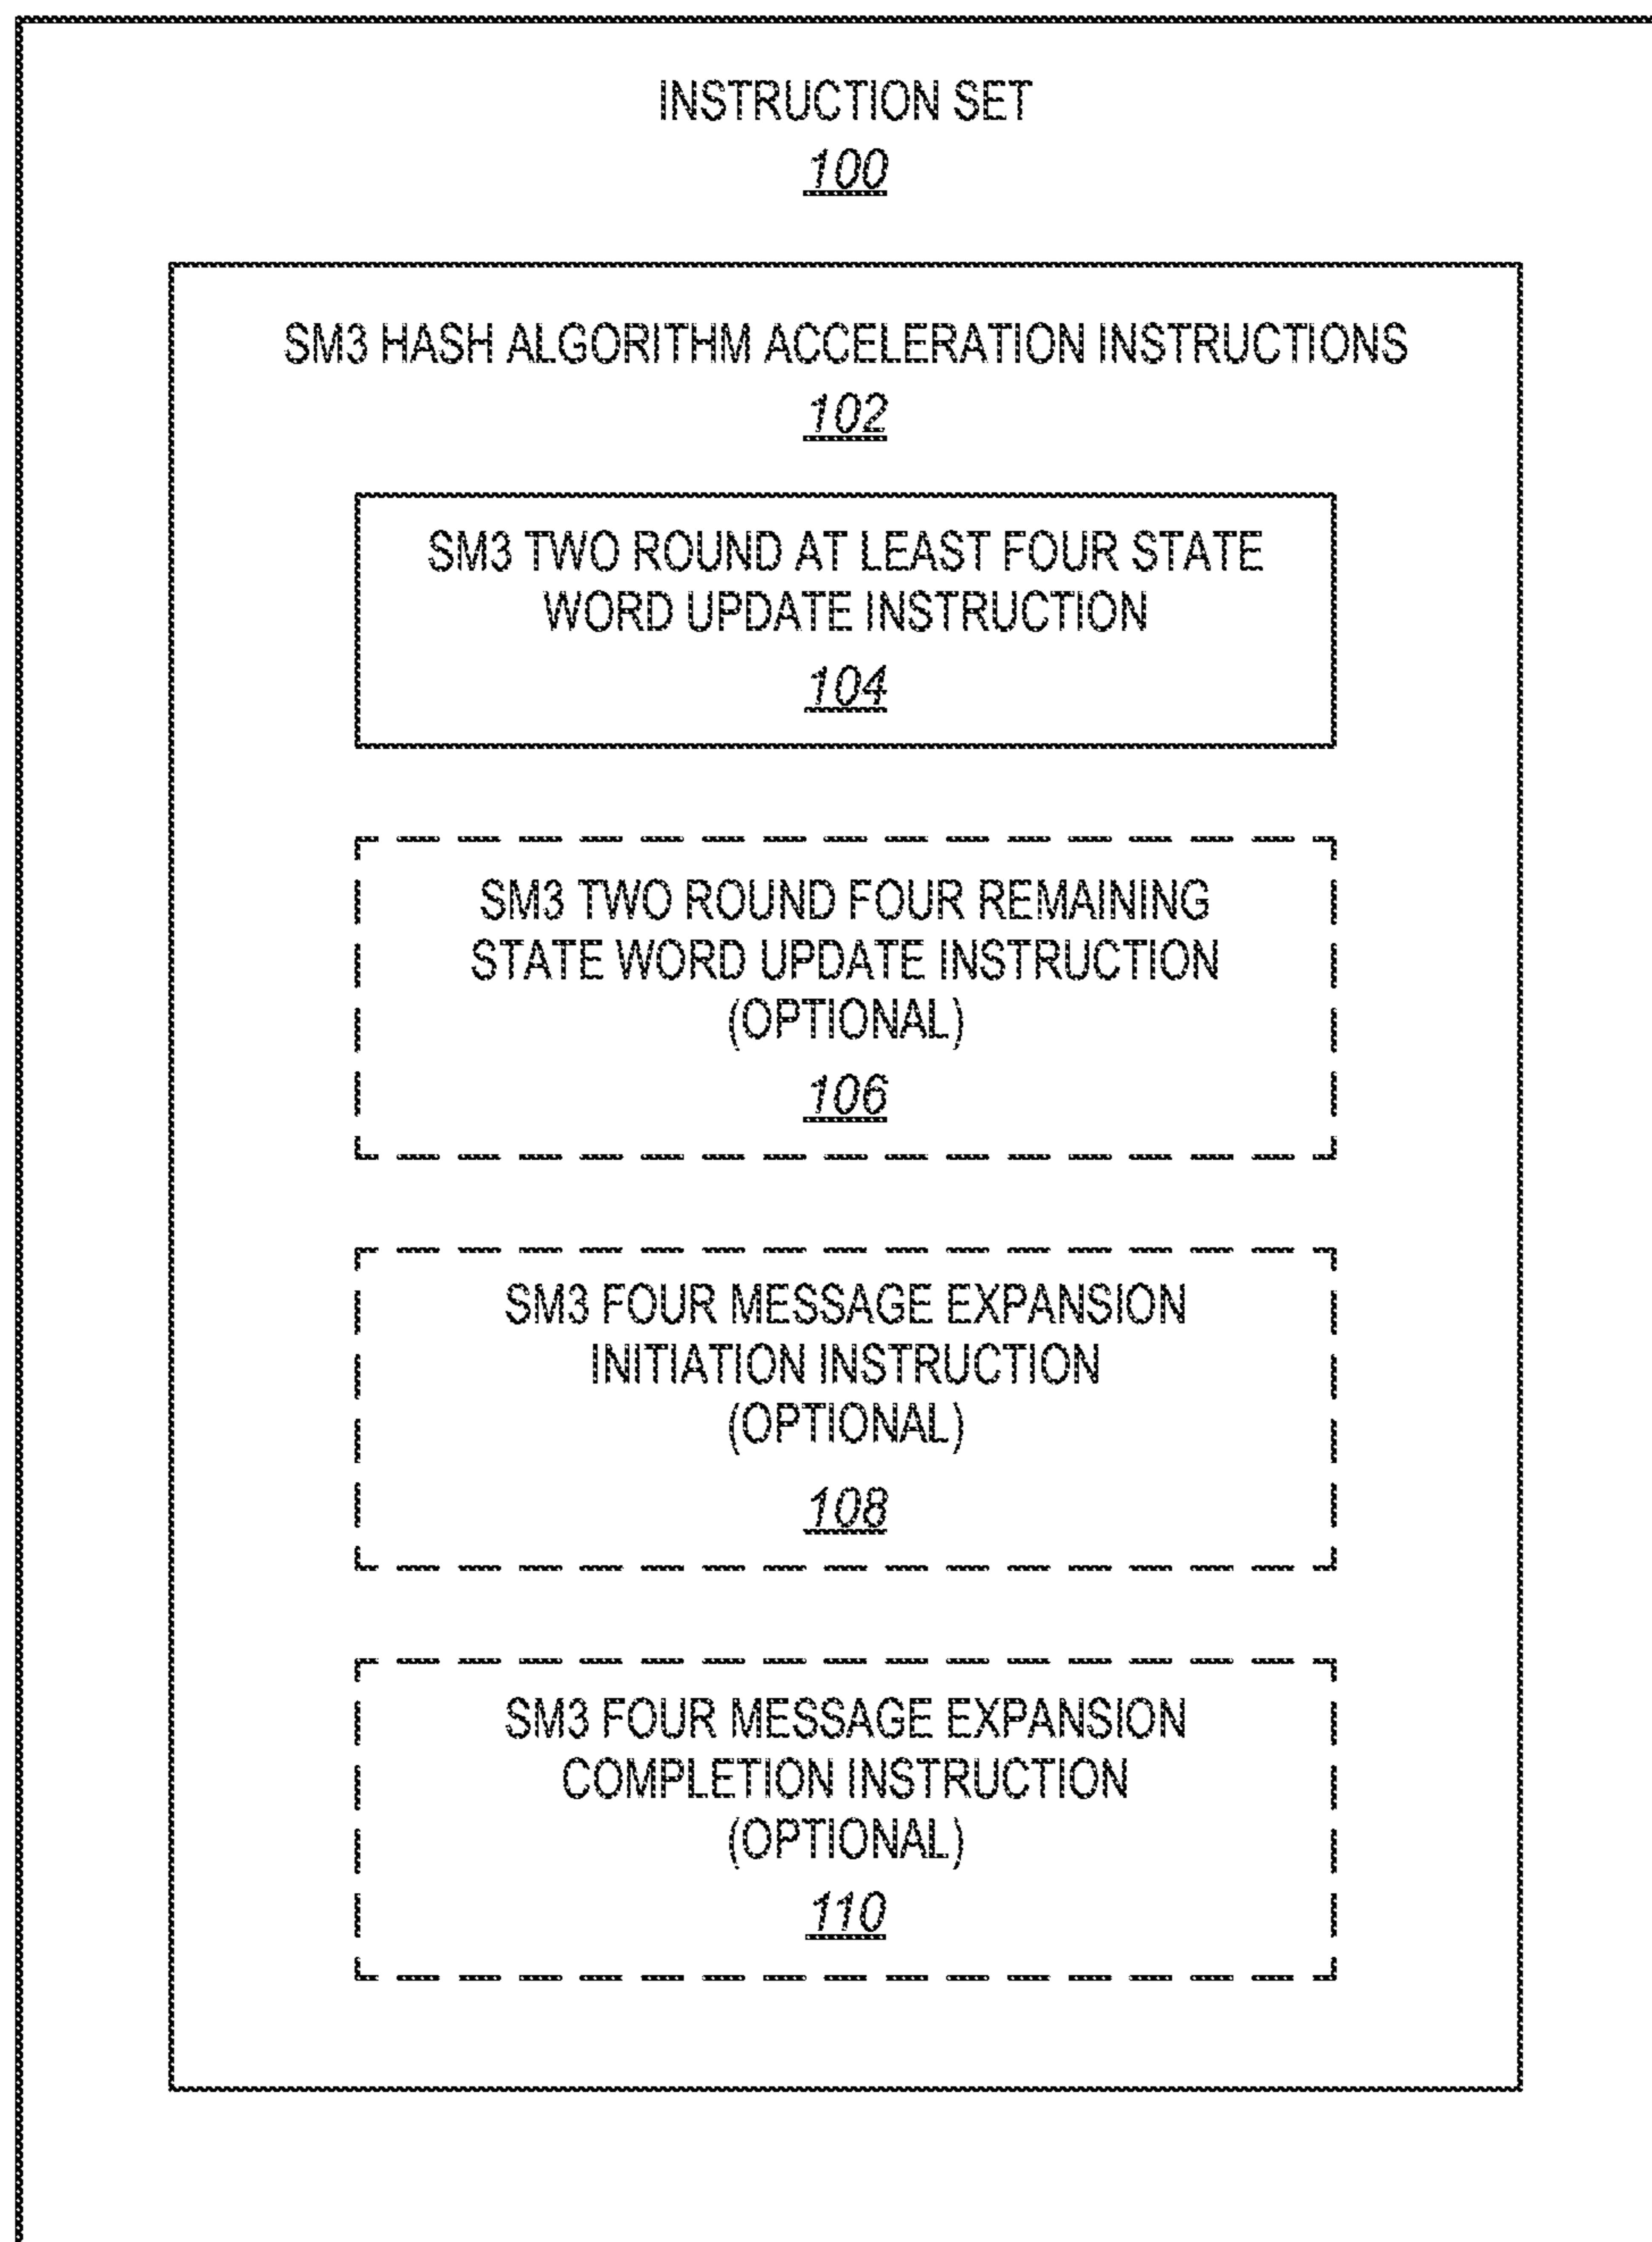 INSTRUCTION SET
100
SM3 HASH ALGORITHM ACCELERATION INSTRUCTIONS
102
SM3 TWO ROUND AT LEAST FOUR STATE
WORD UPDATE INSTRUCTION
104
SM3 TWO ROUND FOUR REMAINING
STATE WORD UPDATE INSTRUCTION
(OPTIONAL)
106
SM3 FOUR MESSAGE EXPANSION
INITIATION INSTRUCTION
(OPTIONAL)
108
SM3 FOUR MESSAGE EXPANSION
COMPLETION INSTRUCTION
(OPTIONAL)
110